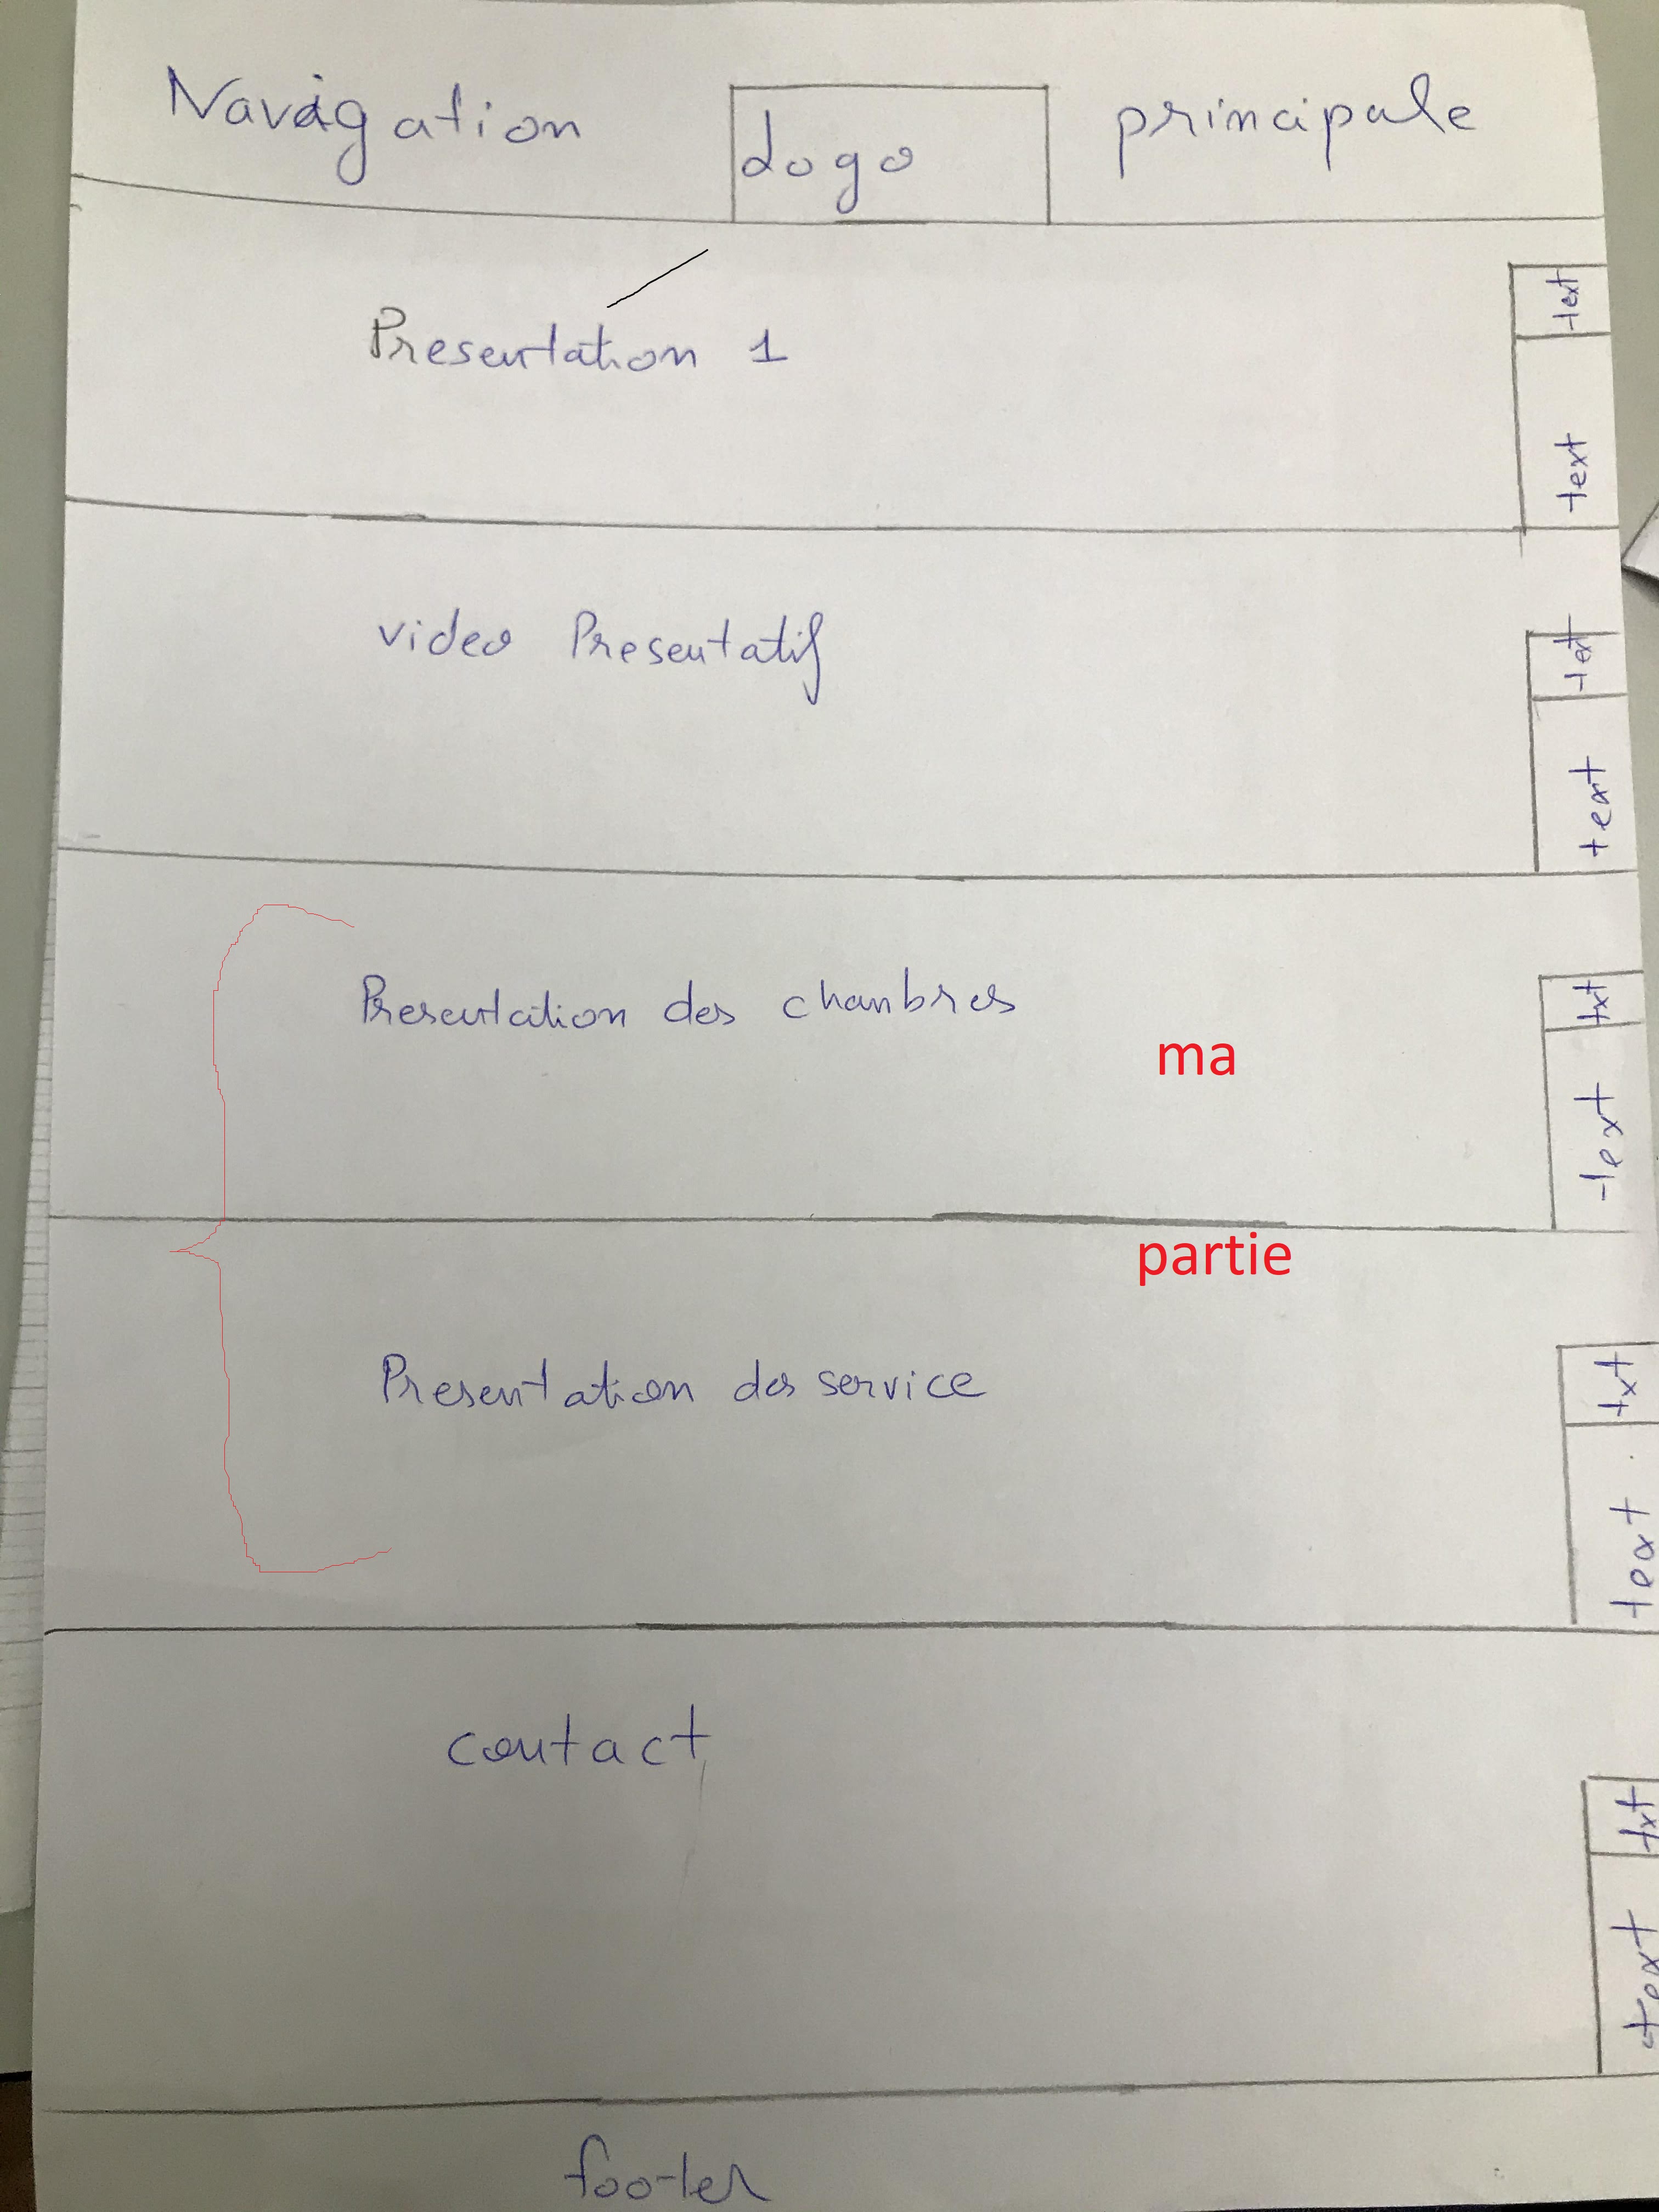 Navigation logo principale
Presentation 1
text
text
video Presentatif
text
text
Presentation des chambres
txt
ma
text
partie
Presentation des service
txt
text
contact
txt
text
footer